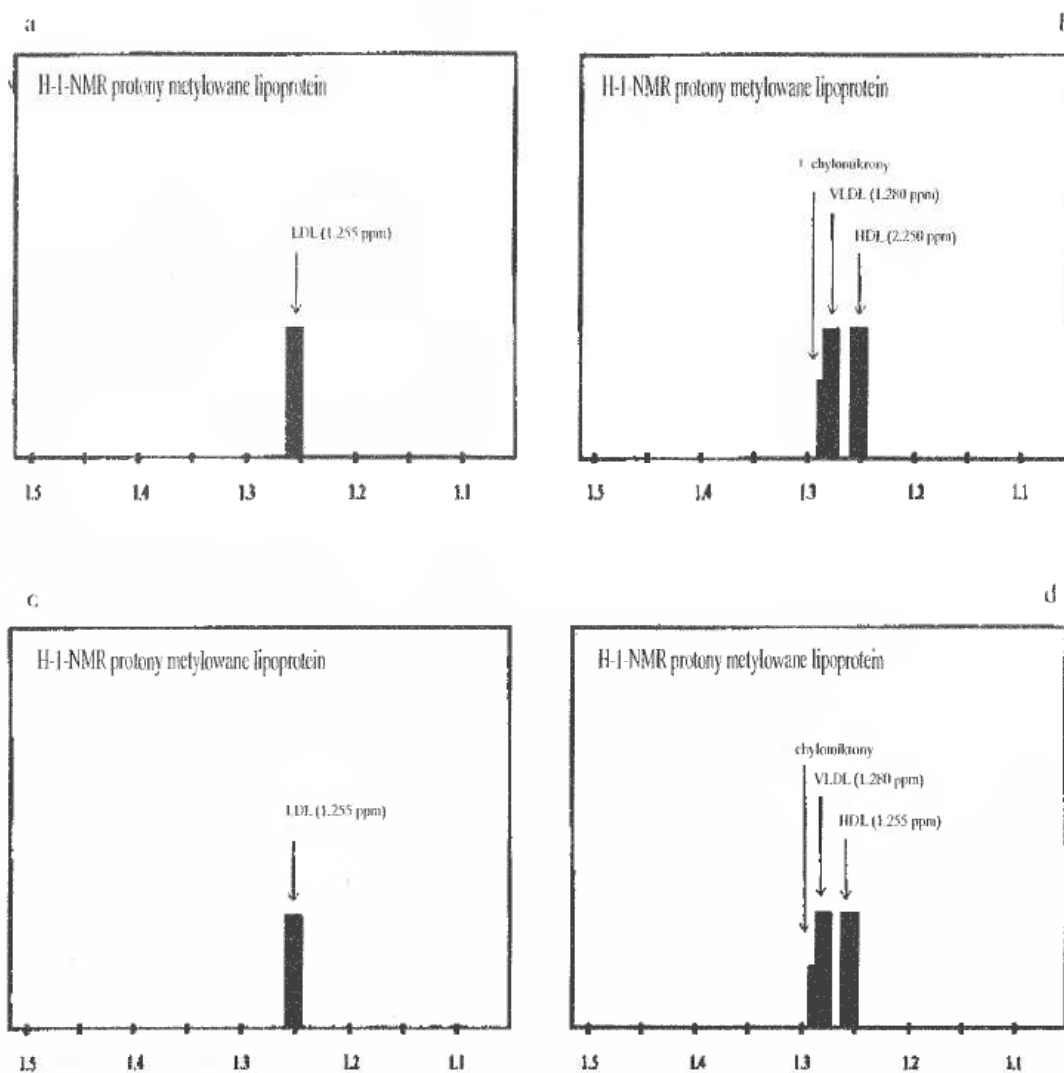 a
H-1-NMR protony metylowane lipoprotein
LDL (1.255 ppm)
1.5 1.4 1.3 1.2 1.1
H-1-NMR protony metylowane lipoprotein
chylomikrony
VLDL (1.280 ppm)
HDL (2.250 ppm)
1.5 1.4 1.3 1.2 1.1
c
H-1-NMR protony metylowane lipoprotein
LDL (1.255 ppm)
1.5 1.4 1.3 1.2 1.1
d
H-1-NMR protony metylowane lipoprotein
chylomikrony
VLDL (1.280 ppm)
HDL (1.255 ppm)
1.5 1.4 1.3 1.2 1.1